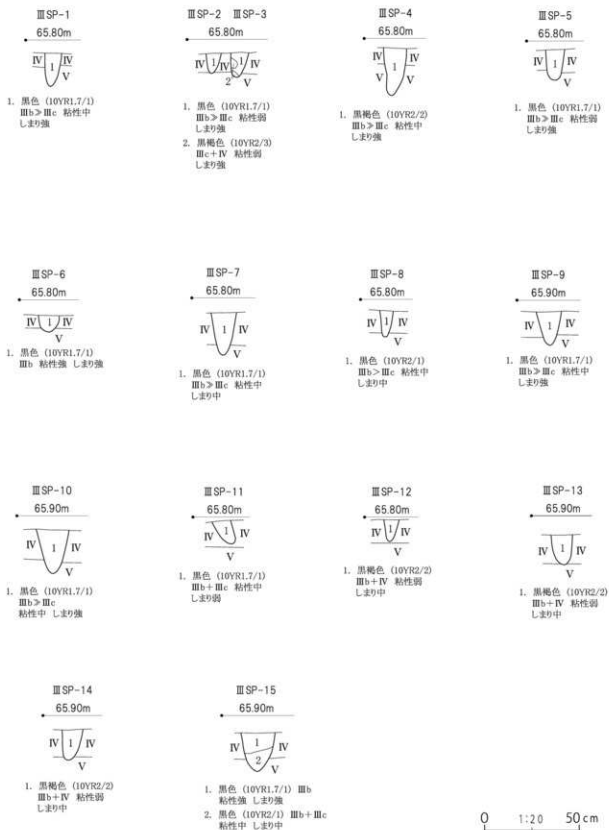 ⅢSP-1
65.80m
Ⅳ 1 Ⅳ
Ⅴ
1. 黒色 (10YR1.7/1)
Ⅲb≫Ⅲc 粘性中
しまり強
ⅢSP-2 ⅢSP-3
65.80m
Ⅳ 1 Ⅳ 1 Ⅳ
2 Ⅴ
1. 黒色 (10YR1.7/1)
Ⅲb≫Ⅲc 粘性弱
しまり強
2. 黒褐色 (10YR2/3)
Ⅲc+Ⅳ 粘性弱
しまり強
ⅢSP-4
65.80m
Ⅳ 1 Ⅳ
Ⅴ Ⅴ
1. 黒褐色 (10YR2/2)
Ⅲb≫Ⅲc 粘性中
しまり強
ⅢSP-5
65.80m
Ⅳ 1 Ⅳ
Ⅴ
1. 黒色 (10YR1.7/1)
Ⅲb≫Ⅲc 粘性弱
しまり強
ⅢSP-6
65.80m
Ⅳ 1 Ⅳ
Ⅴ
1. 黒色 (10YR1.7/1)
Ⅲb 粘性強 しまり強
ⅢSP-7
65.80m
Ⅳ 1 Ⅳ
Ⅴ
1. 黒色 (10YR1.7/1)
Ⅲb≫Ⅲc 粘性中
しまり中
ⅢSP-8
65.80m
Ⅳ 1 Ⅳ
Ⅴ
1. 黒色 (10YR2/1)
Ⅲb>Ⅲc 粘性中
しまり中
ⅢSP-9
65.90m
Ⅳ 1 Ⅳ
Ⅴ
1. 黒色 (10YR1.7/1)
Ⅲb≫Ⅲc 粘性中
しまり強
ⅢSP-10
65.90m
Ⅳ 1 Ⅳ
Ⅴ
1. 黒色 (10YR1.7/1)
Ⅲb≫Ⅲc
粘性中 しまり強
ⅢSP-11
65.80m
Ⅳ 1 Ⅳ
Ⅴ
1. 黒色 (10YR1.7/1)
Ⅲb+Ⅲc 粘性中
しまり弱
ⅢSP-12
65.80m
Ⅳ 1 Ⅳ
Ⅴ
1. 黒褐色 (10YR2/2)
Ⅲb+Ⅳ 粘性弱
しまり中
ⅢSP-13
65.90m
Ⅳ 1 Ⅳ
Ⅴ
1. 黒褐色 (10YR2/2)
Ⅲb+Ⅳ 粘性弱
しまり中
ⅢSP-14
65.90m
Ⅳ 1 Ⅳ
Ⅴ
1. 黒褐色 (10YR2/2)
Ⅲb+Ⅳ 粘性弱
しまり中
ⅢSP-15
65.90m
Ⅳ 1 Ⅳ
2 Ⅴ
1. 黒色 (10YR1.7/1) Ⅲb
粘性強 しまり強
2. 黒色 (10YR2/1) Ⅲb+Ⅲc
粘性中 しまり中
0 1:20 50cm